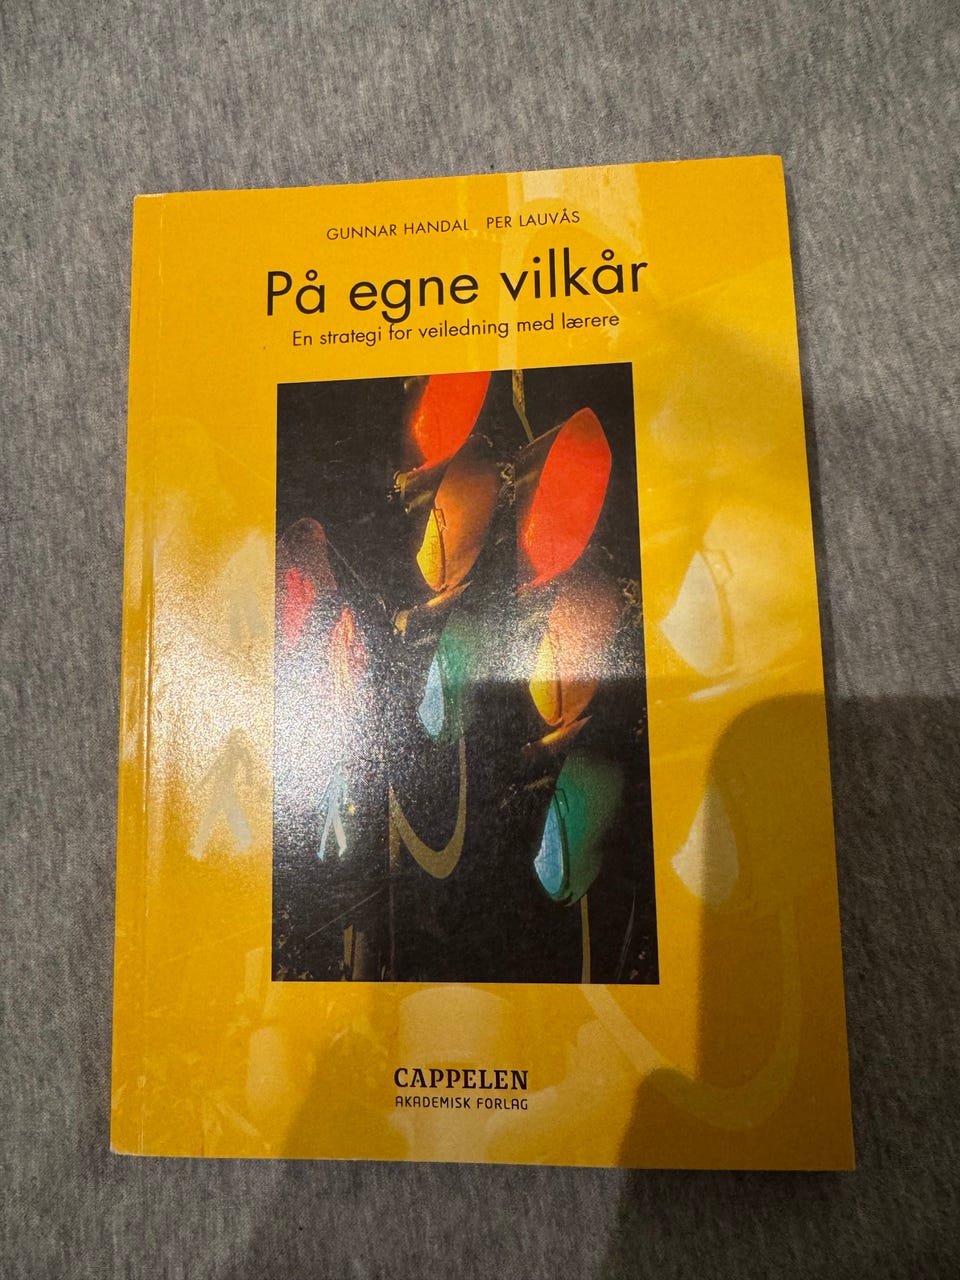 GUNNAR HANDAL PER LAUVÅS
På egne vilkår
En strategi for veiledning med lærere
CAPPELEN
AKADEMISK FORLAG